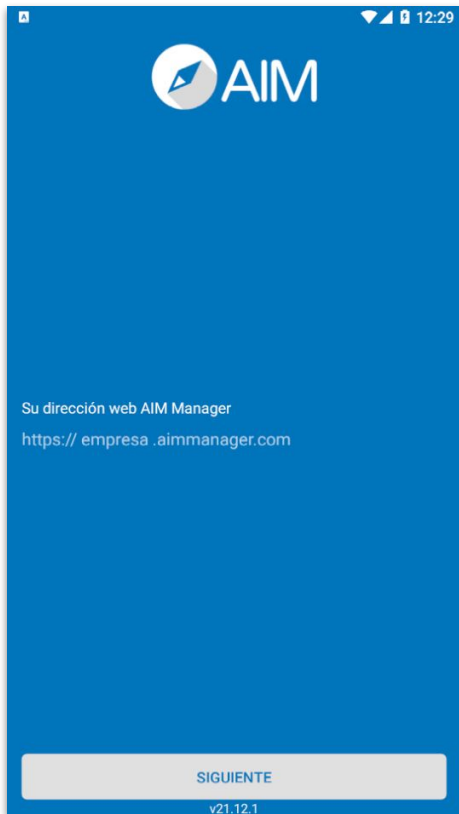 12:29
AIM
Su dirección web AIM Manager
https:// empresa .aimmanager.com
SIGUIENTE
v21.12.1